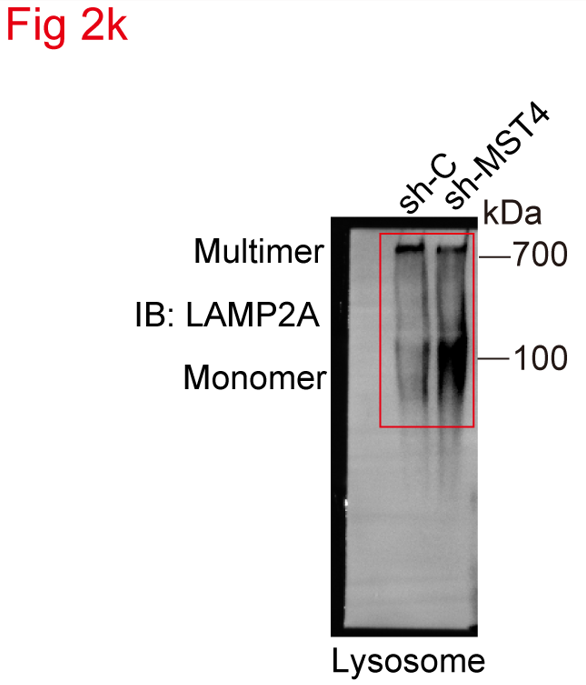 Fig 2k
sh-C
sh-MST4
kDa
Multimer
700
IB: LAMP2A
100
Monomer
Lysosome